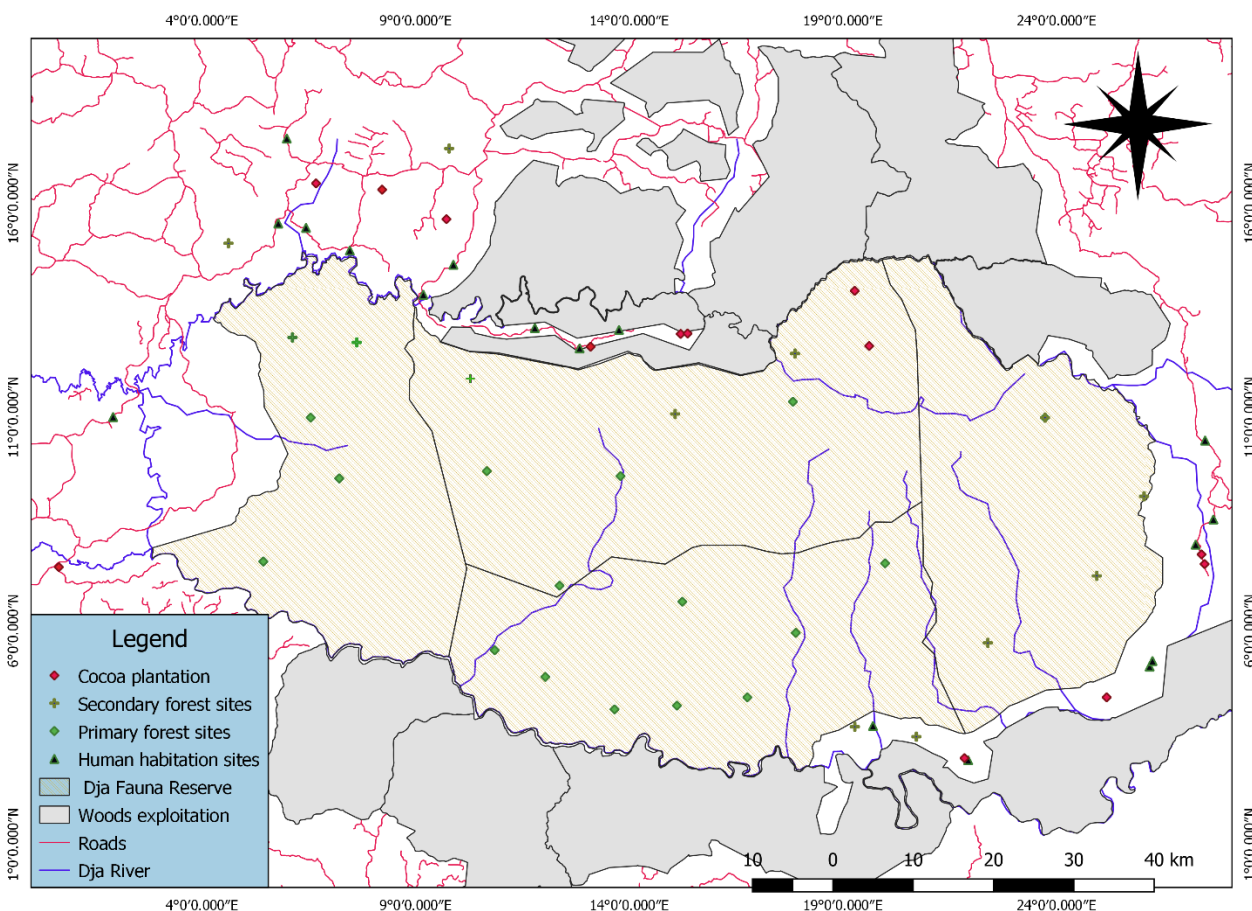 4°0'0.000"E 9°0'0.000"E 14°0'0.000"E 19°0'0.000"E 24°0'0.000"E
16°0'0.000"N
16°0'0.000"N
11°0'0.000"N
11°0'0.000"N
6°0'0.000"N
6°0'0.000"N
1°0'0.000"N
1°0'0.000"N
Legend
Cocoa plantation
Secondary forest sites
Primary forest sites
Human habitation sites
Dja Fauna Reserve
Woods exploitation
Roads
Dja River
10 0 10 20 30 40 km
4°0'0.000"E 9°0'0.000"E 14°0'0.000"E 19°0'0.000"E 24°0'0.000"E